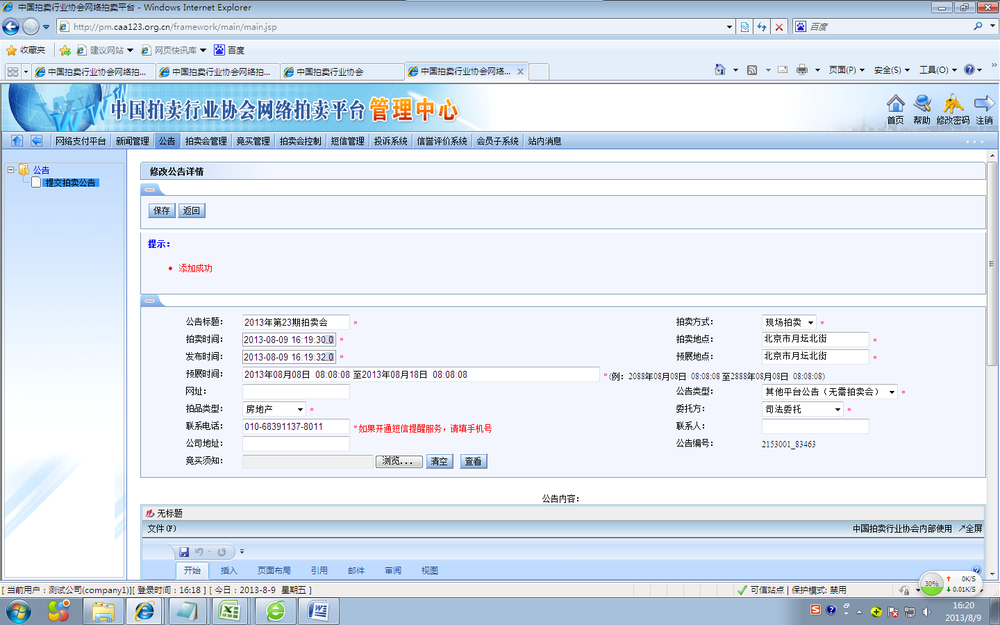 中国拍卖行业协会网络拍卖平台 - Windows Internet Explorer
http://pm.caa123.org.cn/framework/main/main.jsp
百度
收藏夹 建议网站 网页快讯库 百度
中国拍卖行业协会网络拍... 中国拍卖行业协会网络拍... 中国拍卖行业协会 中国拍卖行业协会网络...
页面(P) 安全(S) 工具(O)
中国拍卖行业协会网络拍卖平台 管理中心
首页 帮助 修改密码 注销
网络支付平台 新闻管理 公告 拍卖会管理 竞买管理 拍卖会控制 短信管理 投诉系统 信誉评价系统 会员子系统 站内消息
公告
提交拍卖公告
修改公告详情
保存 返回
提示:
添加成功
公告标题: 2013年第23期拍卖会 * 拍卖方式: 现场拍卖 *
拍卖时间: 2013-08-09 16:19:30.0 * 拍卖地点: 北京市月坛北街 *
发布时间: 2013-08-09 16:19:32.0 * 预展地点: 北京市月坛北街 *
预展时间: 2013年08月08日 08:08:08 至2013年08月18日 08:08:08 *(例: 2088年08月08日 08:08:08 至2888年08月08日 08:08:08)
网址: 公告类型: 其他平台公告（无需拍卖会） *
拍品类型: 房地产 * 委托方: 司法委托 *
联系电话: 010-68391137-8011 *如果开通短信提醒服务，请填手机号 联系人:
公司地址: 公告编号: 2153001_83463
竞买须知: 浏览... 清空 查看
公告内容:
无标题
文件(F) 中国拍卖行业协会内部使用 ↗全屏
开始 插入 页面布局 引用 邮件 审阅 视图
[ 当前用户：测试公司(company1)][ 登录时间：16:18 ] [ 今日：2013-8-9 星期五 ]
可信站点 | 保护模式: 禁用
30% 0K/S
0.01K/S
16:20
2013/8/9